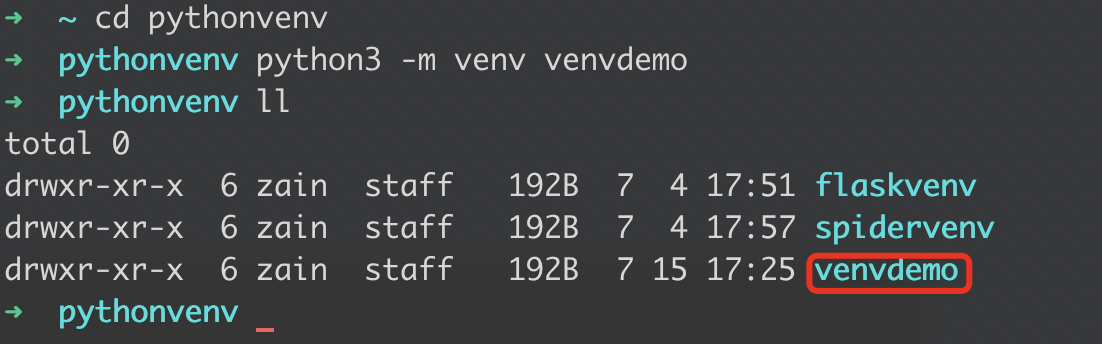 ➜  ~ cd pythonvenv
➜  pythonvenv python3 -m venv venvdemo
➜  pythonvenv ll
total 0
drwxr-xr-x  6 zain  staff   192B  7  4 17:51 flaskvenv
drwxr-xr-x  6 zain  staff   192B  7  4 17:57 spidervenv
drwxr-xr-x  6 zain  staff   192B  7 15 17:25 venvdemo
➜  pythonvenv